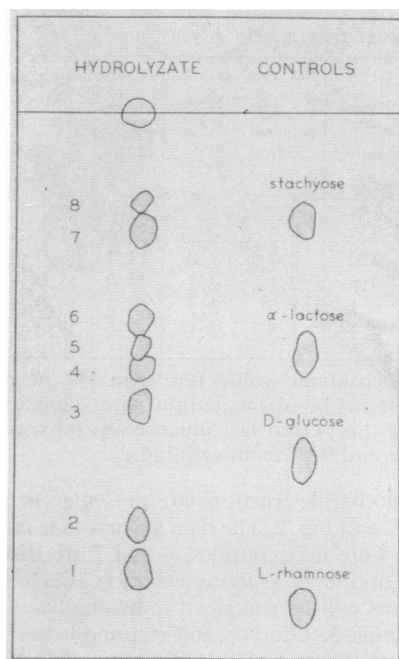 HYDROLYZATE CONTROLS
stachyose
8
7
α-lactose
6
5
4
3
D-glucose
2
1
L-rhamnose